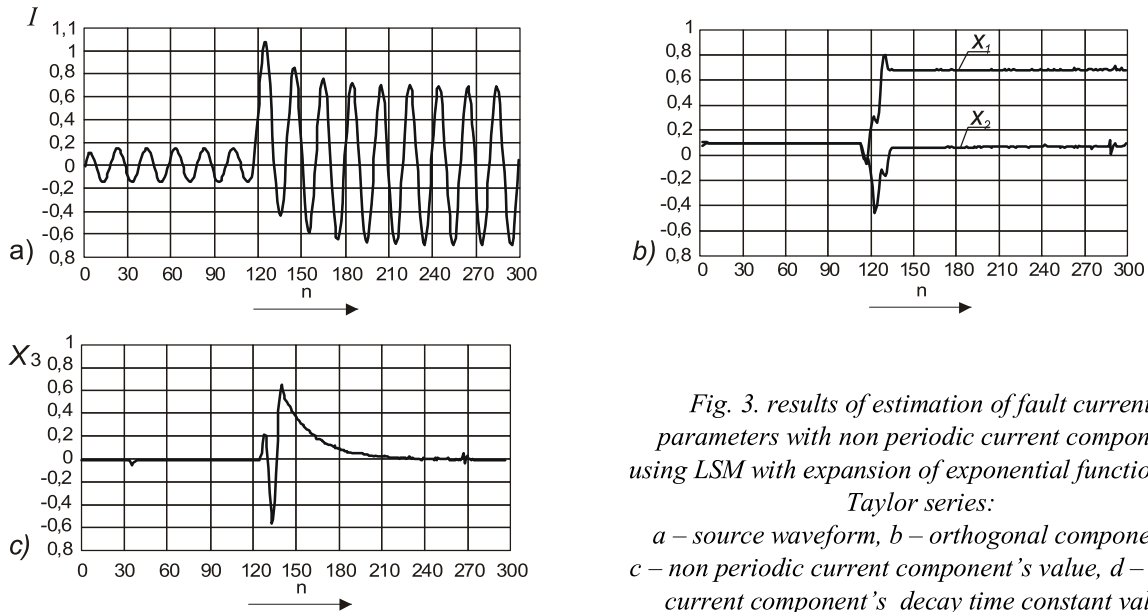 I
1,1
1
0,8
0,6
0,4
0,2
0
-0,2
-0,4
-0,6
0,8
a)
0 30 60 90 120 150 180 210 240 270 300
n
1
0,8
0,6
0,4
0,2
0
-0,2
-0,4
-0,6
0,8
X1
X2
b)
0 30 60 90 120 150 180 210 240 270 300
n
X3
1
0,8
0,6
0,4
0,2
0
-0,2
-0,4
-0,6
0,8
c)
0 30 60 90 120 150 180 210 240 270 300
n
Fig. 3. results of estimation of fault current
parameters with non periodic current compon
using LSM with expansion of exponential functio
Taylor series:
a – source waveform, b – orthogonal compone
c – non periodic current component's value, d –
current component's decay time constant val